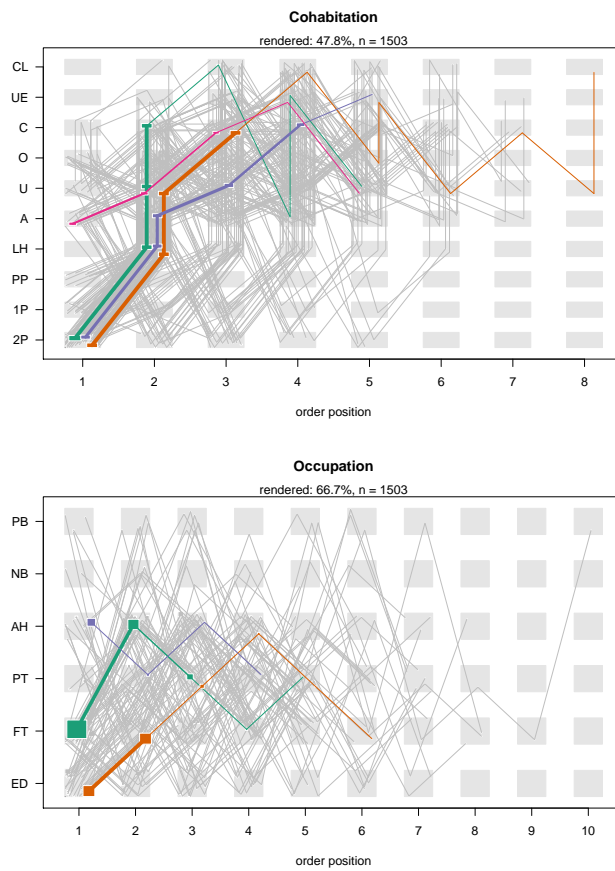 Cohabitation
rendered: 47.8%, n = 1503
CL
UE
C
O
U
A
LH
PP
1P
2P
1 2 3 4 5 6 7 8
order position
Occupation
rendered: 66.7%, n = 1503
PB
NB
AH
PT
FT
ED
1 2 3 4 5 6 7 8 9 10
order position